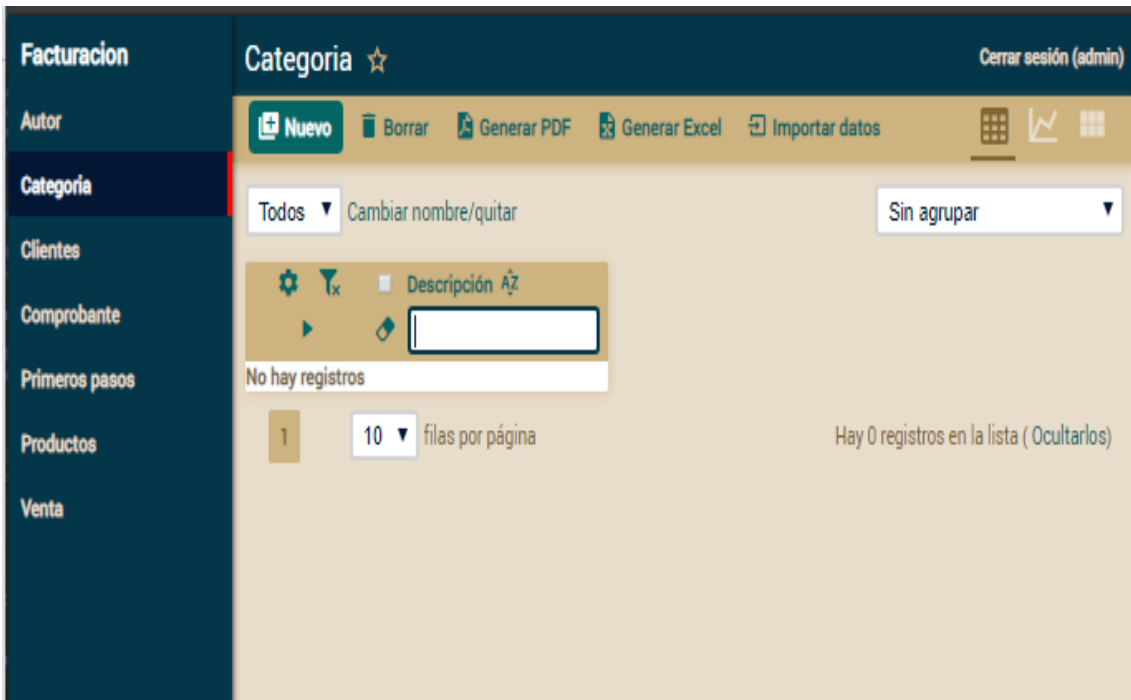 Facturacion
Autor
Categoria
Clientes
Comprobante
Primeros pasos
Productos
Venta
Categoria
Cerrar sesión (admin)
Nuevo Borrar Generar PDF Generar Excel Importar datos
Todos Cambiar nombre/quitar Sin agrupar
Descripción AZ
No hay registros
1 10 filas por página Hay 0 registros en la lista ( Ocultarlos)